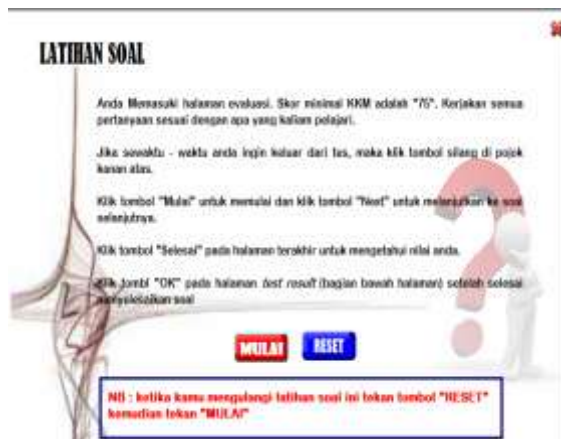 LATIHAN SOAL
Anda Memasuki halaman evaluasi. Skor minimal KKM adalah "75". Kerjakan semua
pertanyaan sesuai dengan apa yang kaliam pelajari.
Jika sewaktu - waktu anda ingin keluar dari tes, maka klik tombol silang di pojok
kanan atas.
Klik tombol "Mulai" untuk memulai dan klik tombol "Next" untuk melanjutkan ke soal
selanjutnya.
Klik tombol "Selesai" pada halaman terakhir untuk mengetahui nilai anda.
Klik tombl "OK" pada halaman test result (bagian bawah halaman) setelah selesai
menyelesaikan soal
MULAI RESET
NB : ketika kamu mengulangi latihan soal ini tekan tombol "RESET"
kemudian tekan "MULAI"